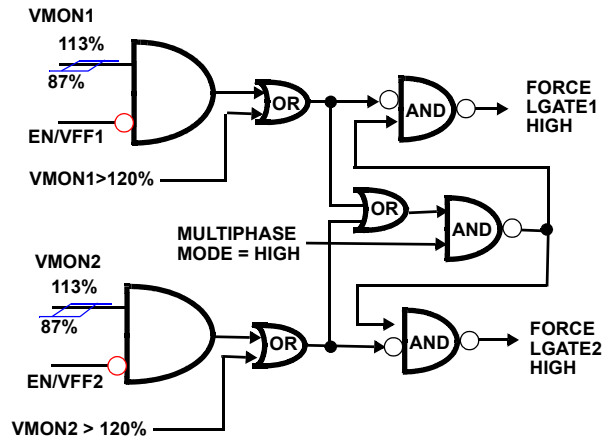 VMON1
113%
87%
EN/VFF1
VMON1>120%
OR
AND
FORCE
LGATE1
HIGH
OR
AND
MULTIPHASE
MODE = HIGH
VMON2
113%
87%
EN/VFF2
VMON2 > 120%
OR
AND
FORCE
LGATE2
HIGH